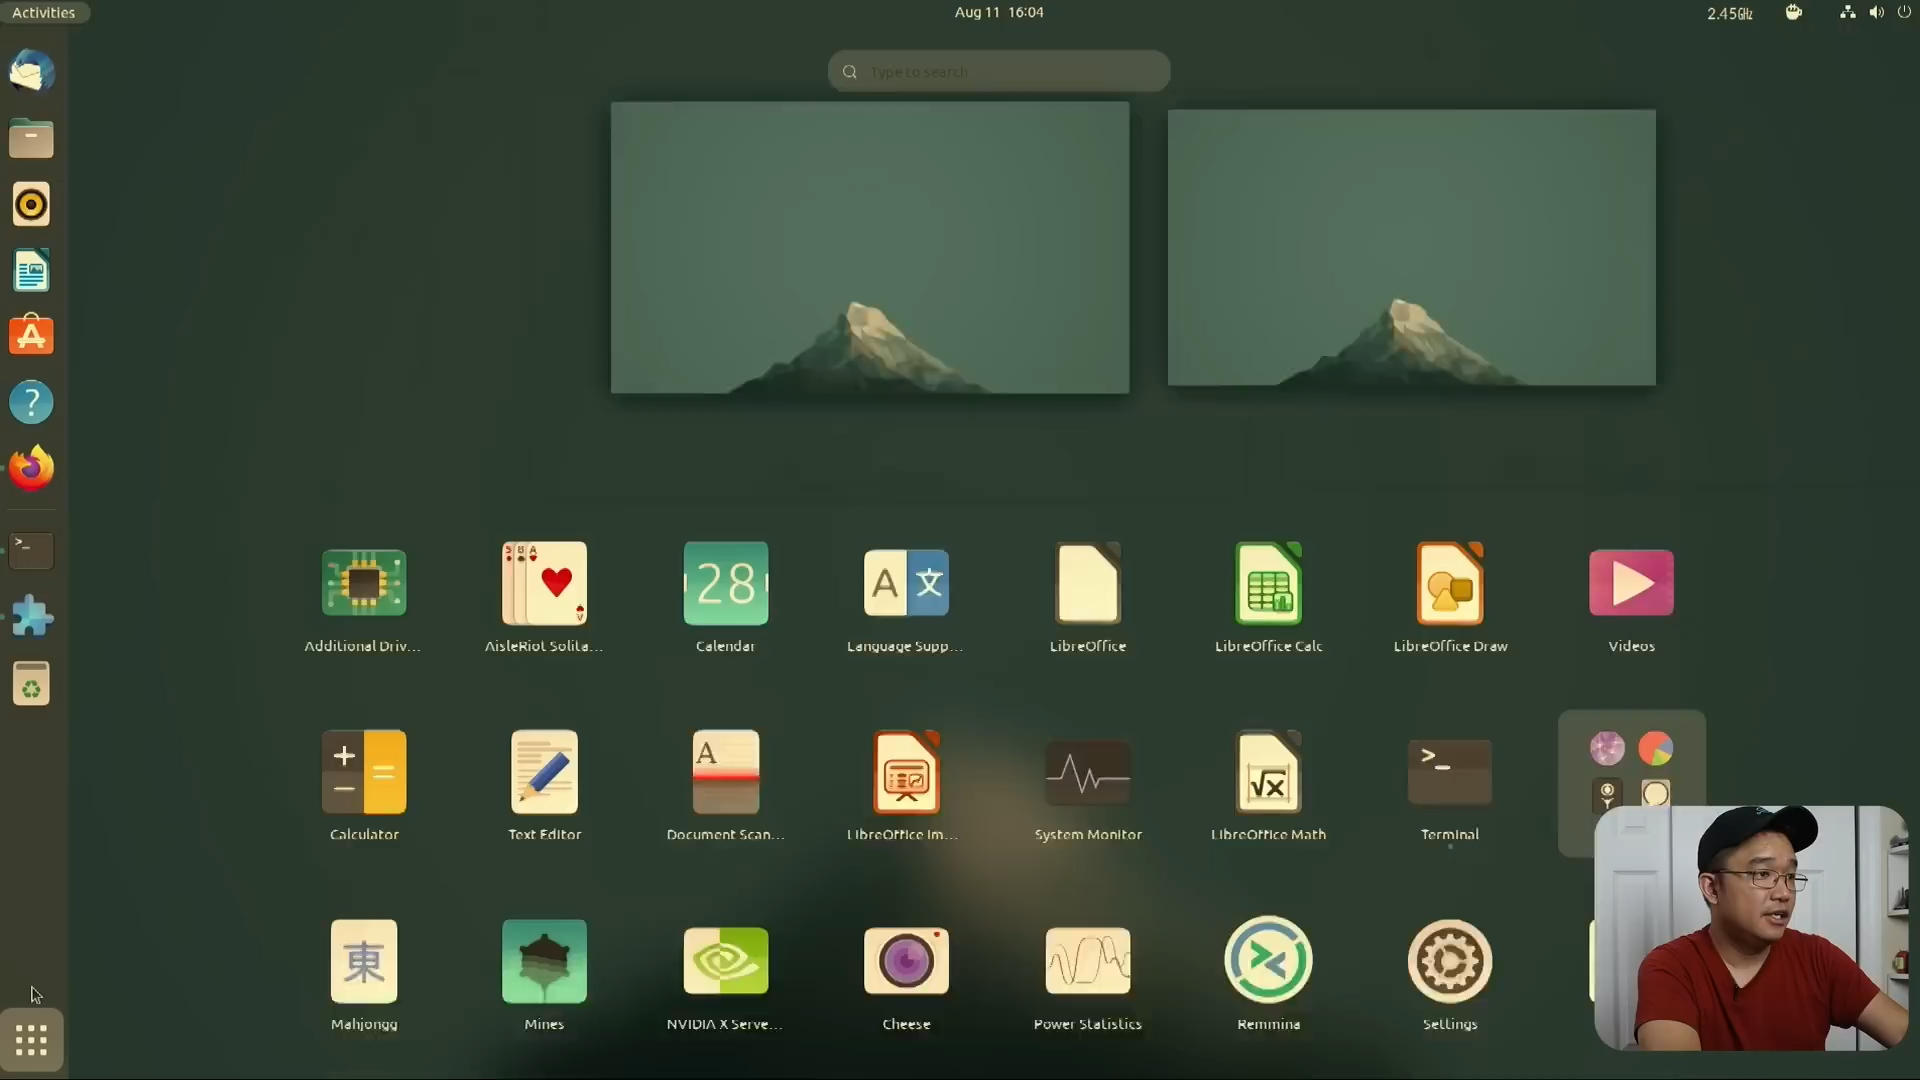 Activities
Aug 11 16:04
2.45GHz
Type to search
Additional Driv...
AisleRiot Solita...
28
Calendar
A 文
Language Supp...
LibreOffice
LibreOffice Calc
LibreOffice Draw
Videos
Calculator
Text Editor
A
Document Scan...
LibreOffice Im...
System Monitor
√x
LibreOffice Math
>_
Terminal
東
Mahjongg
Mines
NVIDIA X Serve...
Cheese
Power Statistics
Remmina
Settings